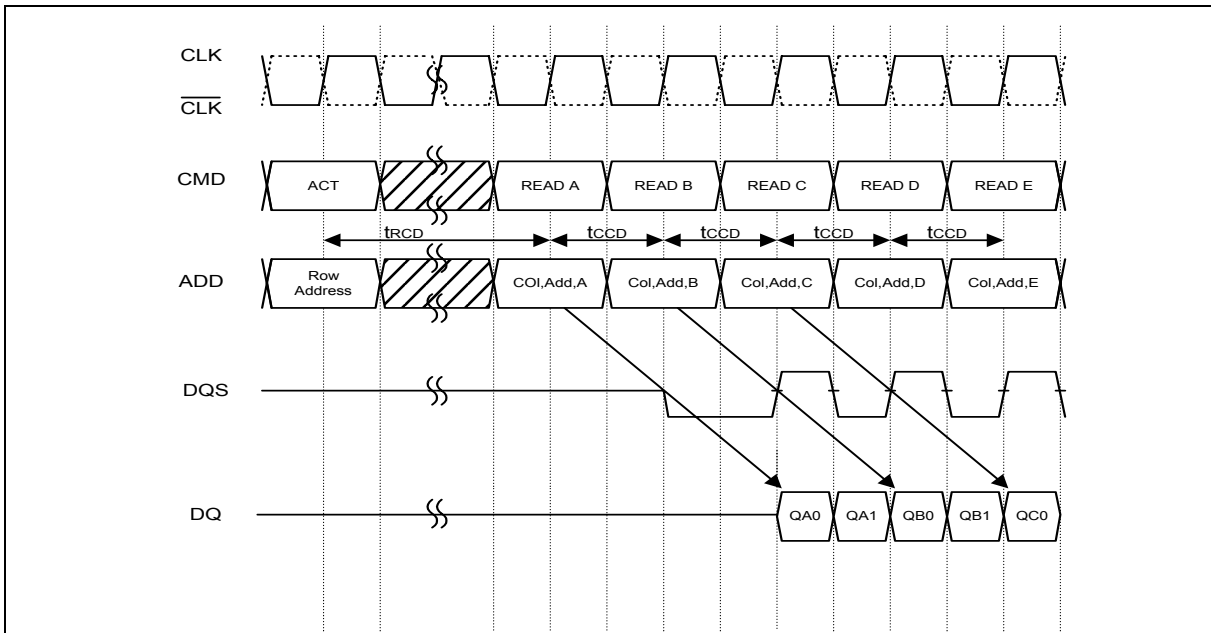 CLK
CLK
CMD
ACT
READ A
READ B
READ C
READ D
READ E
tRCD
tCCD
tCCD
tCCD
tCCD
ADD
Row
Address
COl,Add,A
Col,Add,B
Col,Add,C
Col,Add,D
Col,Add,E
DQS
DQ
QA0
QA1
QB0
QB1
QC0